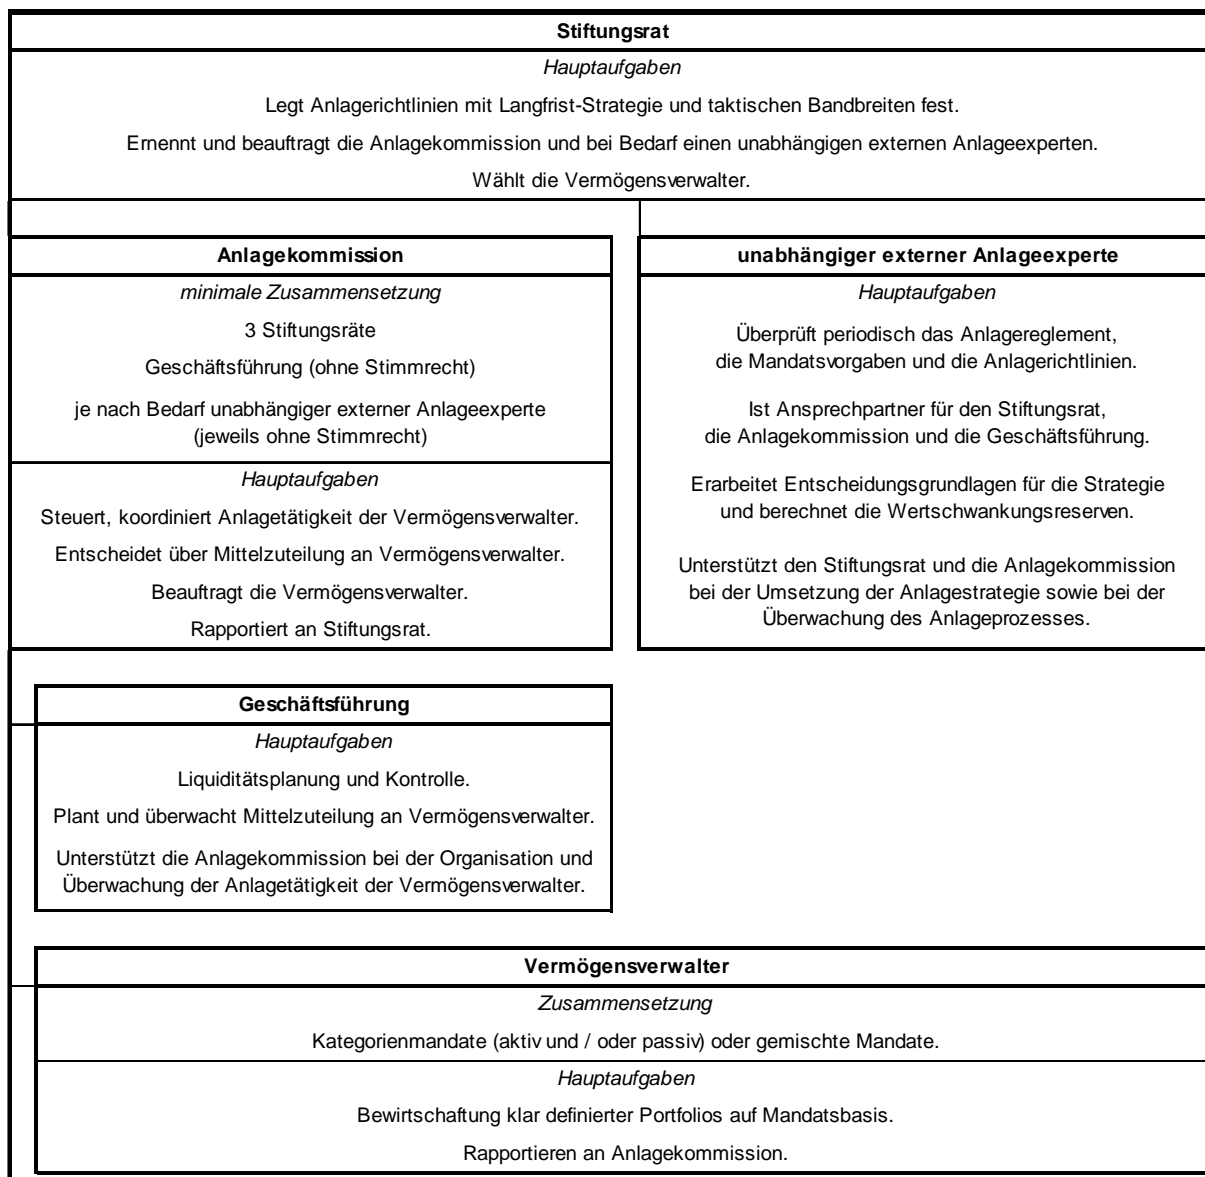 Stiftungsrat
Hauptaufgaben
Legt Anlagerichtlinien mit Langfrist-Strategie und taktischen Bandbreiten fest.
Ernennt und beauftragt die Anlagekommission und bei Bedarf einen unabhängigen externen Anlageexperten.
Wählt die Vermögensverwalter.
Anlagekommission
minimale Zusammensetzung
3 Stiftungsräte
Geschäftsführung (ohne Stimmrecht)
je nach Bedarf unabhängiger externer Anlageexperte
(jeweils ohne Stimmrecht)
Hauptaufgaben
Steuert, koordiniert Anlagetätigkeit der Vermögensverwalter.
Entscheidet über Mittelzuteilung an Vermögensverwalter.
Beauftragt die Vermögensverwalter.
Rapportiert an Stiftungsrat.
unabhängiger externer Anlageexperte
Hauptaufgaben
Überprüft periodisch das Anlagereglement,
die Mandatsvorgaben und die Anlagerichtlinien.
Ist Ansprechpartner für den Stiftungsrat,
die Anlagekommission und die Geschäftsführung.
Erarbeitet Entscheidungsgrundlagen für die Strategie
und berechnet die Wertschwankungsreserven.
Unterstützt den Stiftungsrat und die Anlagekommission
bei der Umsetzung der Anlagestrategie sowie bei der
Überwachung des Anlageprozesses.
Geschäftsführung
Hauptaufgaben
Liquiditätsplanung und Kontrolle.
Plant und überwacht Mittelzuteilung an Vermögensverwalter.
Unterstützt die Anlagekommission bei der Organisation und
Überwachung der Anlagetätigkeit der Vermögensverwalter.
Vermögensverwalter
Zusammensetzung
Kategorienmandate (aktiv und / oder passiv) oder gemischte Mandate.
Hauptaufgaben
Bewirtschaftung klar definierter Portfolios auf Mandatsbasis.
Rapportieren an Anlagekommission.